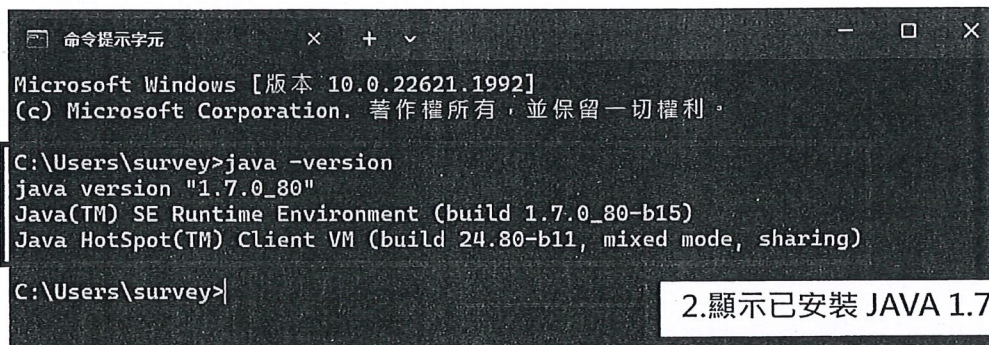 命令提示字元
Microsoft Windows [版本 10.0.22621.1992]
(c) Microsoft Corporation. 著作權所有，並保留一切權利。
C:\Users\survey>java -version
java version "1.7.0_80"
Java(TM) SE Runtime Environment (build 1.7.0_80-b15)
Java HotSpot(TM) Client VM (build 24.80-b11, mixed mode, sharing)
C:\Users\survey>
2.顯示已安裝 JAVA 1.7